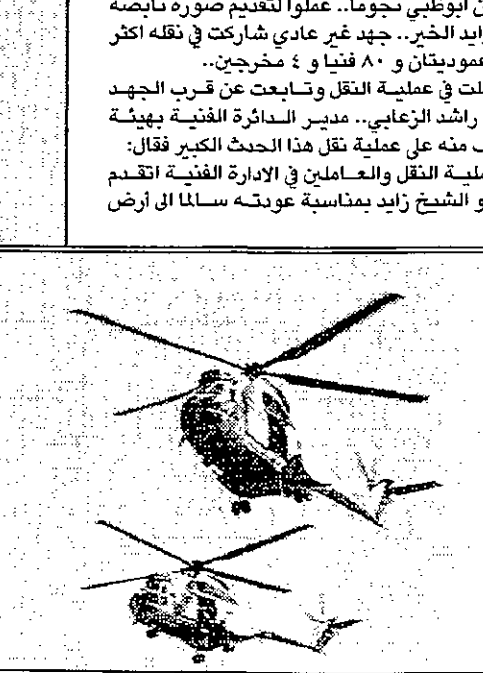 ن ابوظبي نجوما.. عملوا لتقديم صورة نابضة
زايد الخير.. جهد غير عادي شاركت في نقله اكثر
عموديتان و ٨٠ فنيا و ٤ مخرجين..
لت في عملية النقل وتابعت عن قرب الجهد
راشد الزعابي.. مدير الدائرة الفنية بهيئة
ب منه على عملية نقل هذا الحدث الكبير فقال:
ملية النقل والعاملين في الادارة الفنية اتقدم
و الشيخ زايد بمناسبة عودته سالما الى أرض